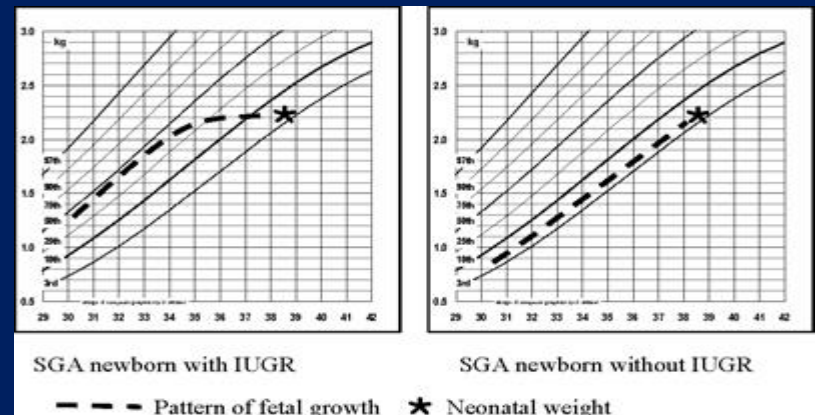 3.0
kg
2.5
2.0
97th
90th
75th
50th
25th
10th
3rd
1.5
1.0
0.5
29 30 31 32 33 34 35 36 37 38 39 40 41 42
3.0
kg
2.5
2.0
97th
90th
75th
50th
25th
10th
3rd
1.5
1.0
0.5
29 30 31 32 33 34 35 36 37 38 39 40 41 42
SGA newborn with IUGR
SGA newborn without IUGR
Pattern of fetal growth
Neonatal weight